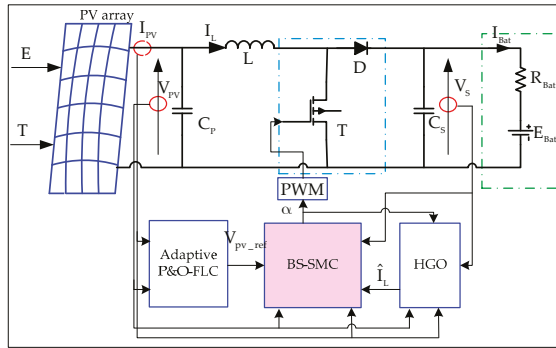 PV array
I_PV
I_L
I_Bat
E
L
D
V_PV
V_S
R_Bat
C_P
T
C_S
E_Bat
T
PWM
α
V_pv_ref
Adaptive
P&O-FLC
BS-SMC
HGO
Î_L